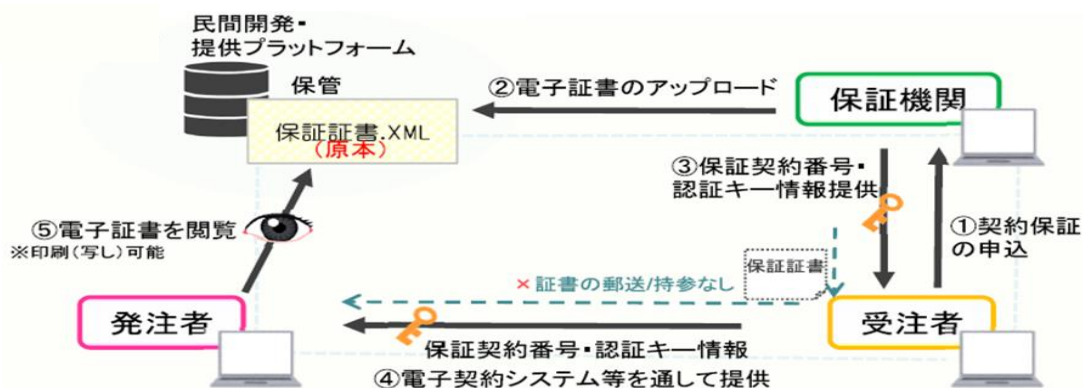 民間開発・
提供プラットフォーム
保管
保証証書.XML
(原本)
②電子証書のアップロード
保証機関
③保証契約番号・
認証キー情報提供
①契約保証
の申込
⑤電子証書を閲覧
※印刷(写し)可能
保証証書
×証書の郵送/持参なし
発注者
受注者
保証契約番号・認証キー情報
④電子契約システム等を通して提供